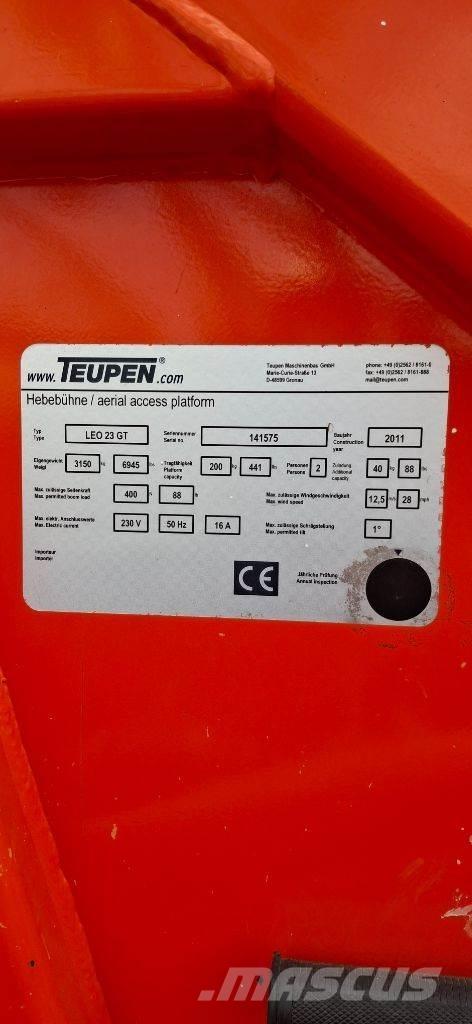 www.TEUPEN®.com
Teupen Maschinenbau GmbH
Marie-Curie-Straße 13
D-48599 Gronau
phone: +49 (0)2562 / 8161-0
fax: +49 (0)2562 / 8161-888
mail@teupen.com
Hebebühne / aerial access platform
Typ
Type
LEO 23 GT
Seriennummer
Serial no.
141575
Baujahr
Construction
year
2011
Eigengewicht
Weigt
3150 kg 6945 lbs
Tragfähigkeit
Platform
capacity
200 kg 441 lbs
Personen
Persons
2
Zuladung
Additional
capacity
40 kg 88 lbs
Max. zulässige Seitenkraft
Max. permitted boom load
400 N 88
Max. zulässige Windgeschwindigkeit
Max. wind speed
12,5 m/s 28 mph
Max. elektr. Anschlusswerte
Max. Electric current
230 V 50 Hz 16 A
Max. zulässige Schrägstellung
Max. permitted tilt
1°
Importeur
Importer
CE
Jährliche Prüfung
Annual inspection
MASCUS